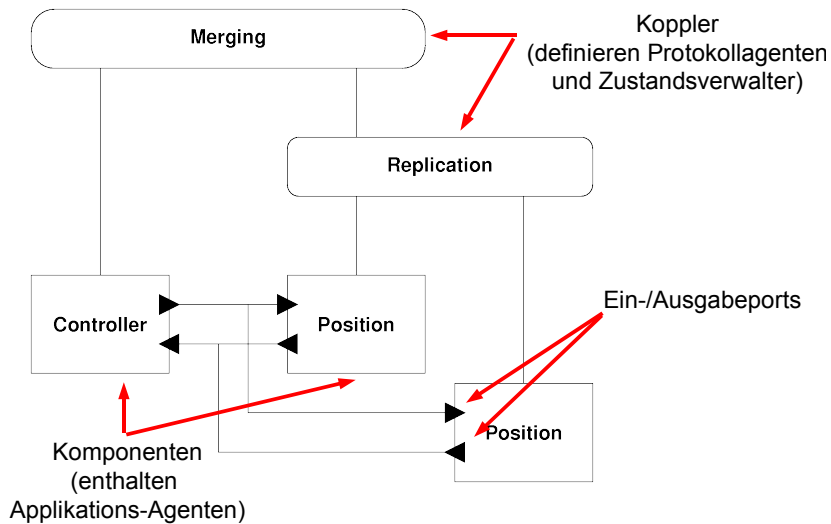 Merging
Koppler
(definieren Protokollagenten
und Zustandsverwalter)
Replication
Controller
Position
Ein-/Ausgabeports
Position
Komponenten
(enthalten
Applikations-Agenten)